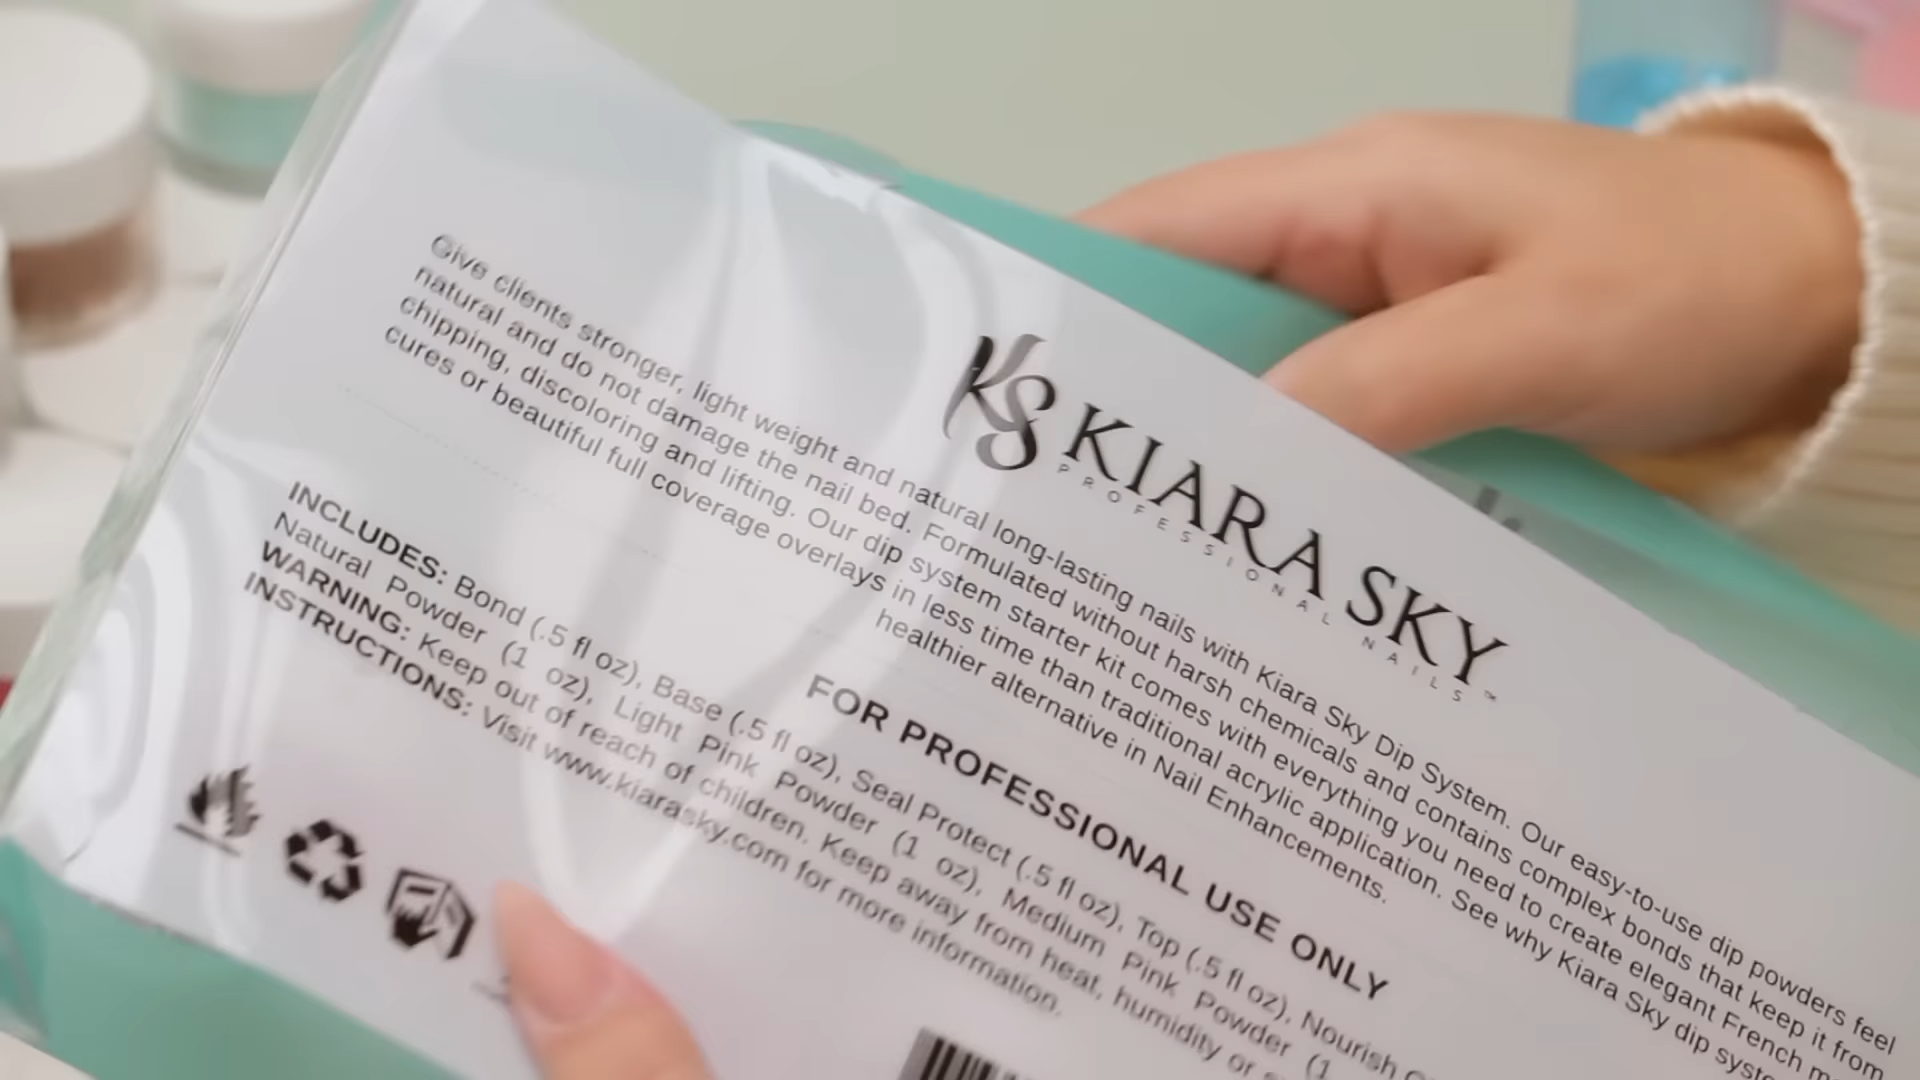 KS KIARA SKY™
PROFESSIONAL NAILS
Give clients stronger, light weight and natural long-lasting nails with Kiara Sky Dip System. Our easy-to-use dip powders feel
natural and do not damage the nail bed. Formulated without harsh chemicals and contains complex bonds that keep it from
chipping, discoloring and lifting. Our dip system starter kit comes with everything you need to create elegant French
cures or beautiful full coverage overlays in less time than traditional acrylic application. See why Kiara Sky dip
healthier alternative in Nail Enhancements.
FOR PROFESSIONAL USE ONLY
INCLUDES: Bond (.5 fl oz), Base (.5 fl oz), Seal Protect (.5 fl oz), Top (.5 fl oz), Nourish
Natural Powder (1 oz), Light Pink Powder (1 oz), Medium Pink Powder (1
WARNING: Keep out of reach of children. Keep away from heat, humidity or
INSTRUCTIONS: Visit www.kiarasky.com for more information.